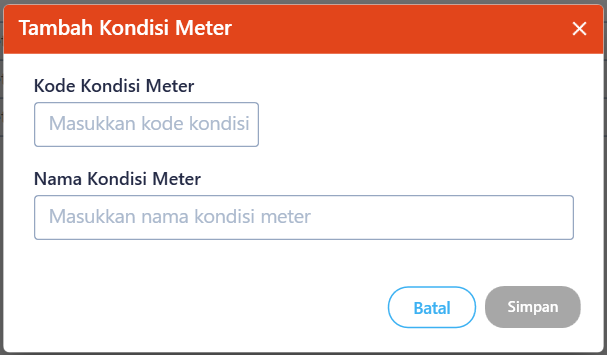 Tambah Kondisi Meter
Kode Kondisi Meter
Masukkan kode kondisi
Nama Kondisi Meter
Masukkan nama kondisi meter
Batal
Simpan